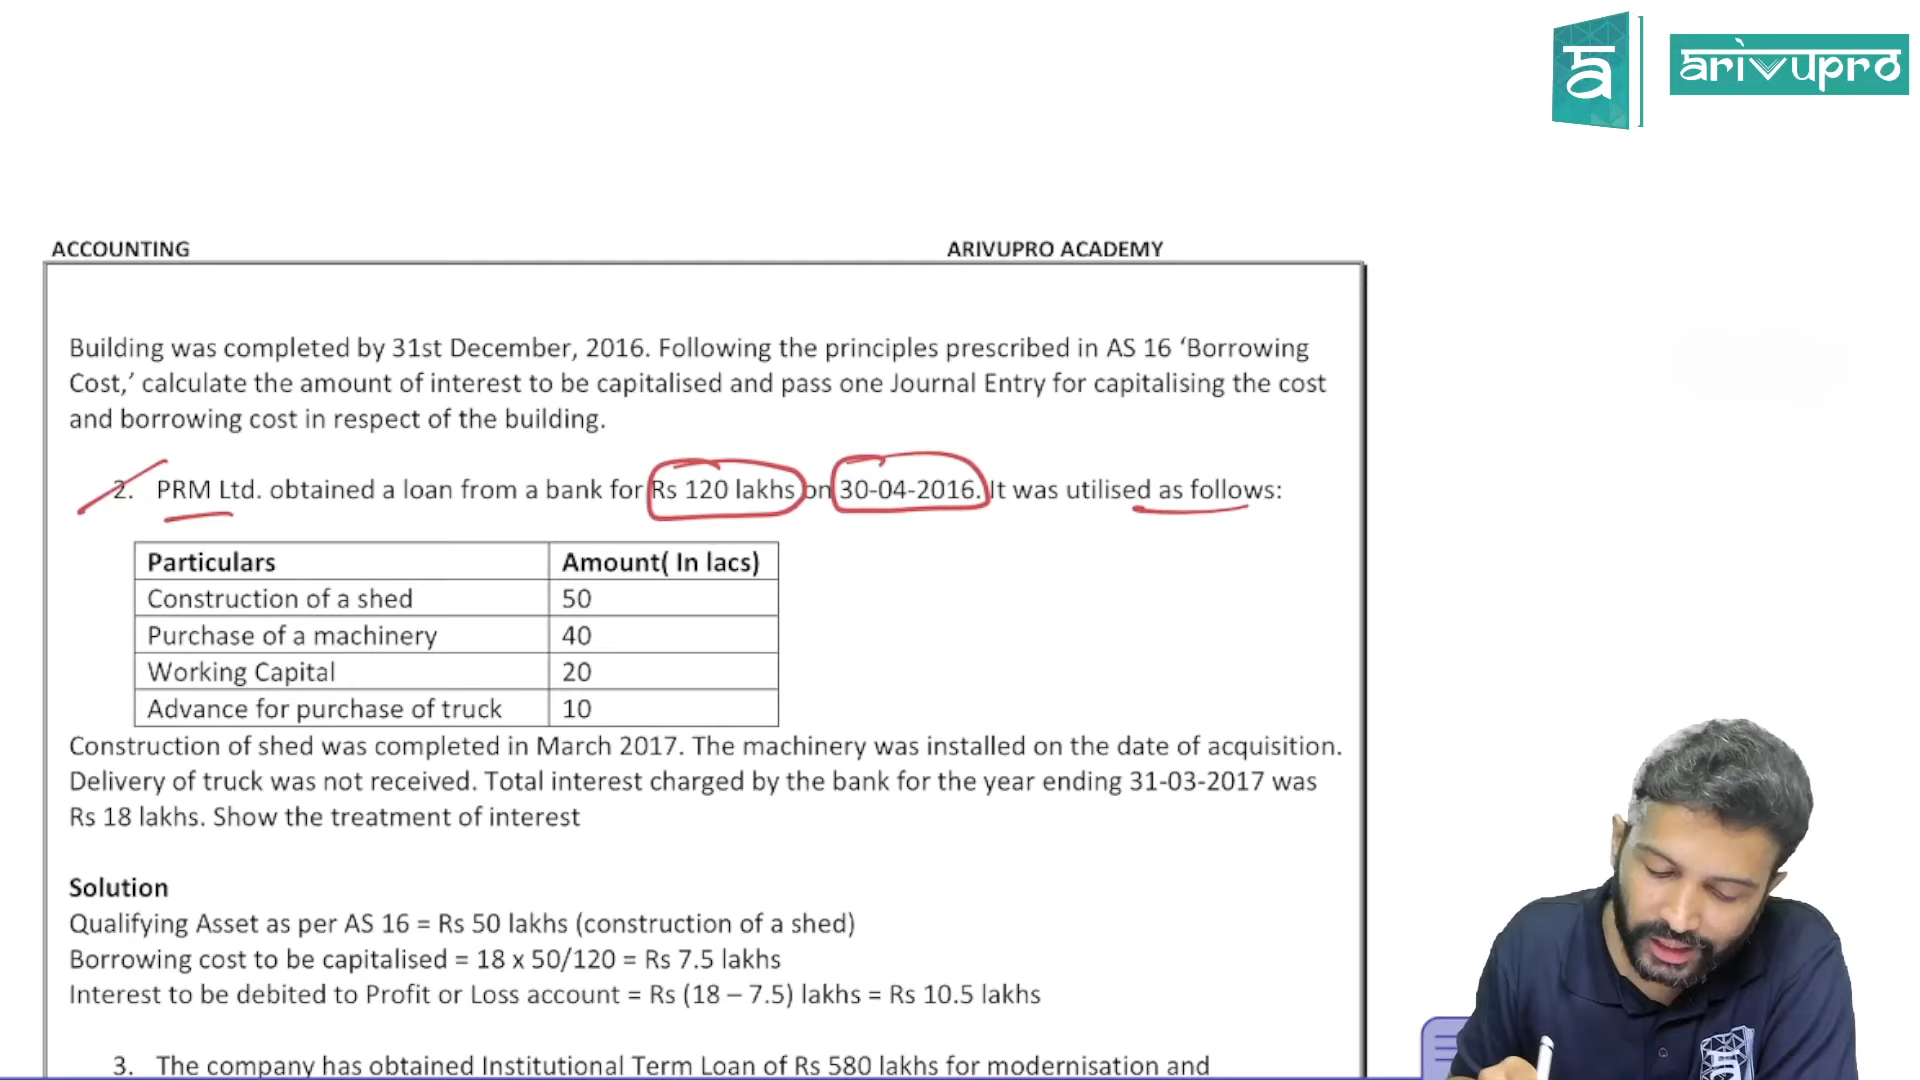 a
arivupro
ACCOUNTING ARIVUPRO ACADEMY
Building was completed by 31st December, 2016. Following the principles prescribed in AS 16 ‘Borrowing
Cost,’ calculate the amount of interest to be capitalised and pass one Journal Entry for capitalising the cost
and borrowing cost in respect of the building.
2. PRM Ltd. obtained a loan from a bank for Rs 120 lakhs on 30-04-2016. It was utilised as follows:
Particulars Amount( In lacs)
Construction of a shed 50
Purchase of a machinery 40
Working Capital 20
Advance for purchase of truck 10
Construction of shed was completed in March 2017. The machinery was installed on the date of acquisition.
Delivery of truck was not received. Total interest charged by the bank for the year ending 31-03-2017 was
Rs 18 lakhs. Show the treatment of interest
Solution
Qualifying Asset as per AS 16 = Rs 50 lakhs (construction of a shed)
Borrowing cost to be capitalised = 18 x 50/120 = Rs 7.5 lakhs
Interest to be debited to Profit or Loss account = Rs (18 – 7.5) lakhs = Rs 10.5 lakhs
3. The company has obtained Institutional Term Loan of Rs 580 lakhs for modernisation and